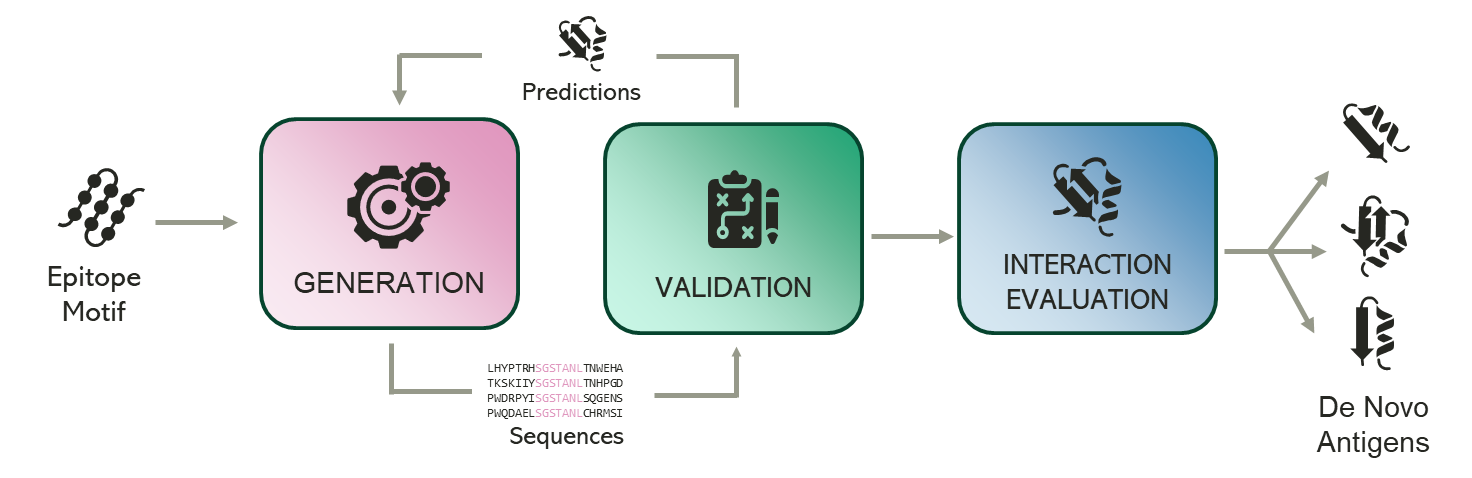 Predictions
Epitope
Motif
GENERATION
VALIDATION
INTERACTION
EVALUATION
LHYPTRHSGSTANLTNWEHA
TKSKIIYSGSTANLTNHPGD
PWDRPYISGSTANLSQGENS
PWQDAELSGSTANLCHRMSI
Sequences
De Novo
Antigens